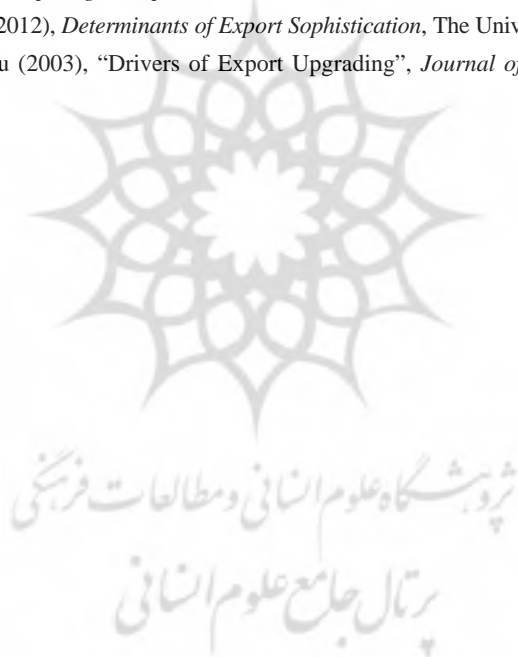 2012), Determinants of Export Sophistication, The Univ
u (2003), “Drivers of Export Upgrading”, Journal of
پژوهشگاه علوم انسانی و مطالعات فرهنگی
پرتال جامع علوم انسانی